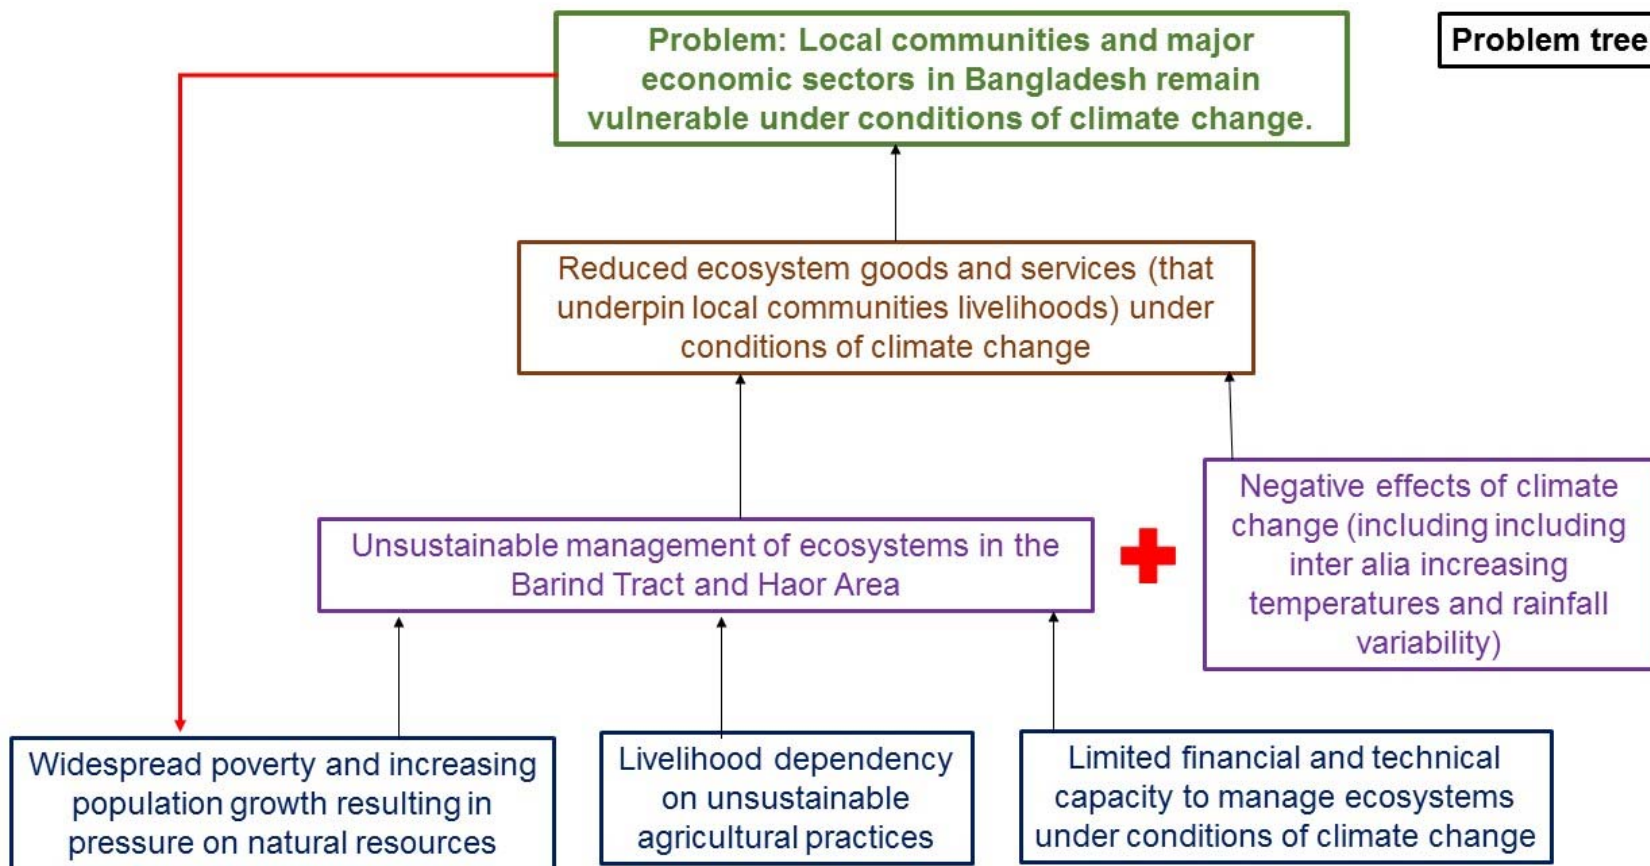 Problem: Local communities and major
economic sectors in Bangladesh remain
vulnerable under conditions of climate change.
Problem tree
Reduced ecosystem goods and services (that
underpin local communities livelihoods) under
conditions of climate change
Unsustainable management of ecosystems in the
Barind Tract and Haor Area
Negative effects of climate
change (including including
inter alia increasing
temperatures and rainfall
variability)
Widespread poverty and increasing
population growth resulting in
pressure on natural resources
Livelihood dependency
on unsustainable
agricultural practices
Limited financial and technical
capacity to manage ecosystems
under conditions of climate change